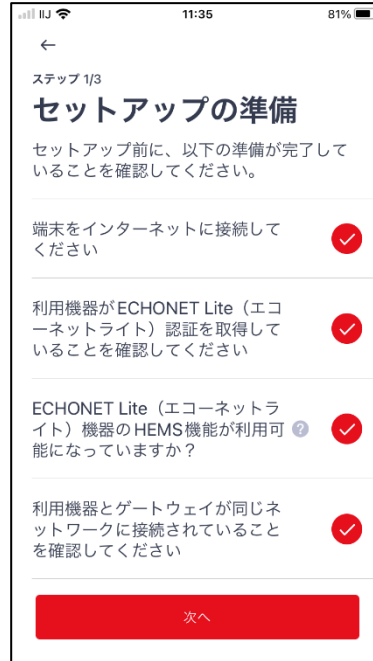 IIJ 11:35 81%
ステップ 1/3
セットアップの準備
セットアップ前に、以下の準備が完了して
いることを確認してください。
端末をインターネットに接続して
ください
利用機器がECHONET Lite（エコ
ーネットライト）認証を取得して
いることを確認してください
ECHONET Lite（エコーネットラ
イト）機器のHEMS機能が利用可 ?
能になっていますか？
利用機器とゲートウェイが同じネ
ットワークに接続されていること
を確認してください
次へ